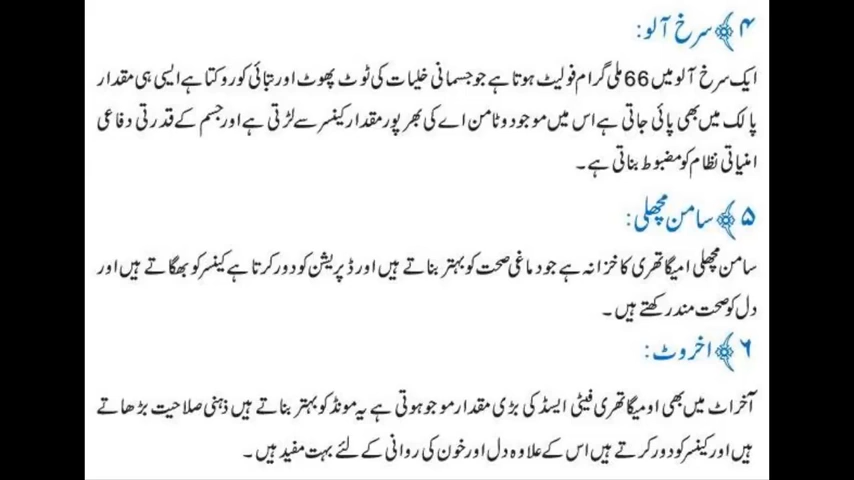 ۴﴾ سرخ آلو:
ایک سرخ آلو میں 66 ملی گرام فولیٹ ہوتا ہے جو جسمانی خلیات کی ٹوٹ پھوٹ اور تبائی کو روکتا ہے ایسی ہی مقدار
پالک میں بھی پائی جاتی ہے اس میں موجود وٹامن اے کی بھرپور مقدار کینسر سے لڑتی ہے اور جسم کے قدرتی دفاعی
امنیاتی نظام کو مضبوط بناتی ہے۔
۵﴾ سامن مچھلی:
سامن مچھلی امیگا تھری کا خزانہ ہے جو دماغی صحت کو بہتر بناتے ہیں اور ڈپریشن کو دور کرتا ہے کینسر کو بھگاتے ہیں اور
دل کو صحت مند رکھتے ہیں۔
۶﴾ اخروٹ:
آخراٹ میں بھی اومیگا تھری فیٹی ایسڈ کی بڑی مقدار موجو ہوتی ہے یہ مونڈ کو بہتر بناتے ہیں ذہنی صلاحیت بڑھاتے
ہیں اور کینسر کو دور کرتے ہیں اس کے علاوہ دل اور خون کی روانی کے لئے بہت مفید ہیں۔